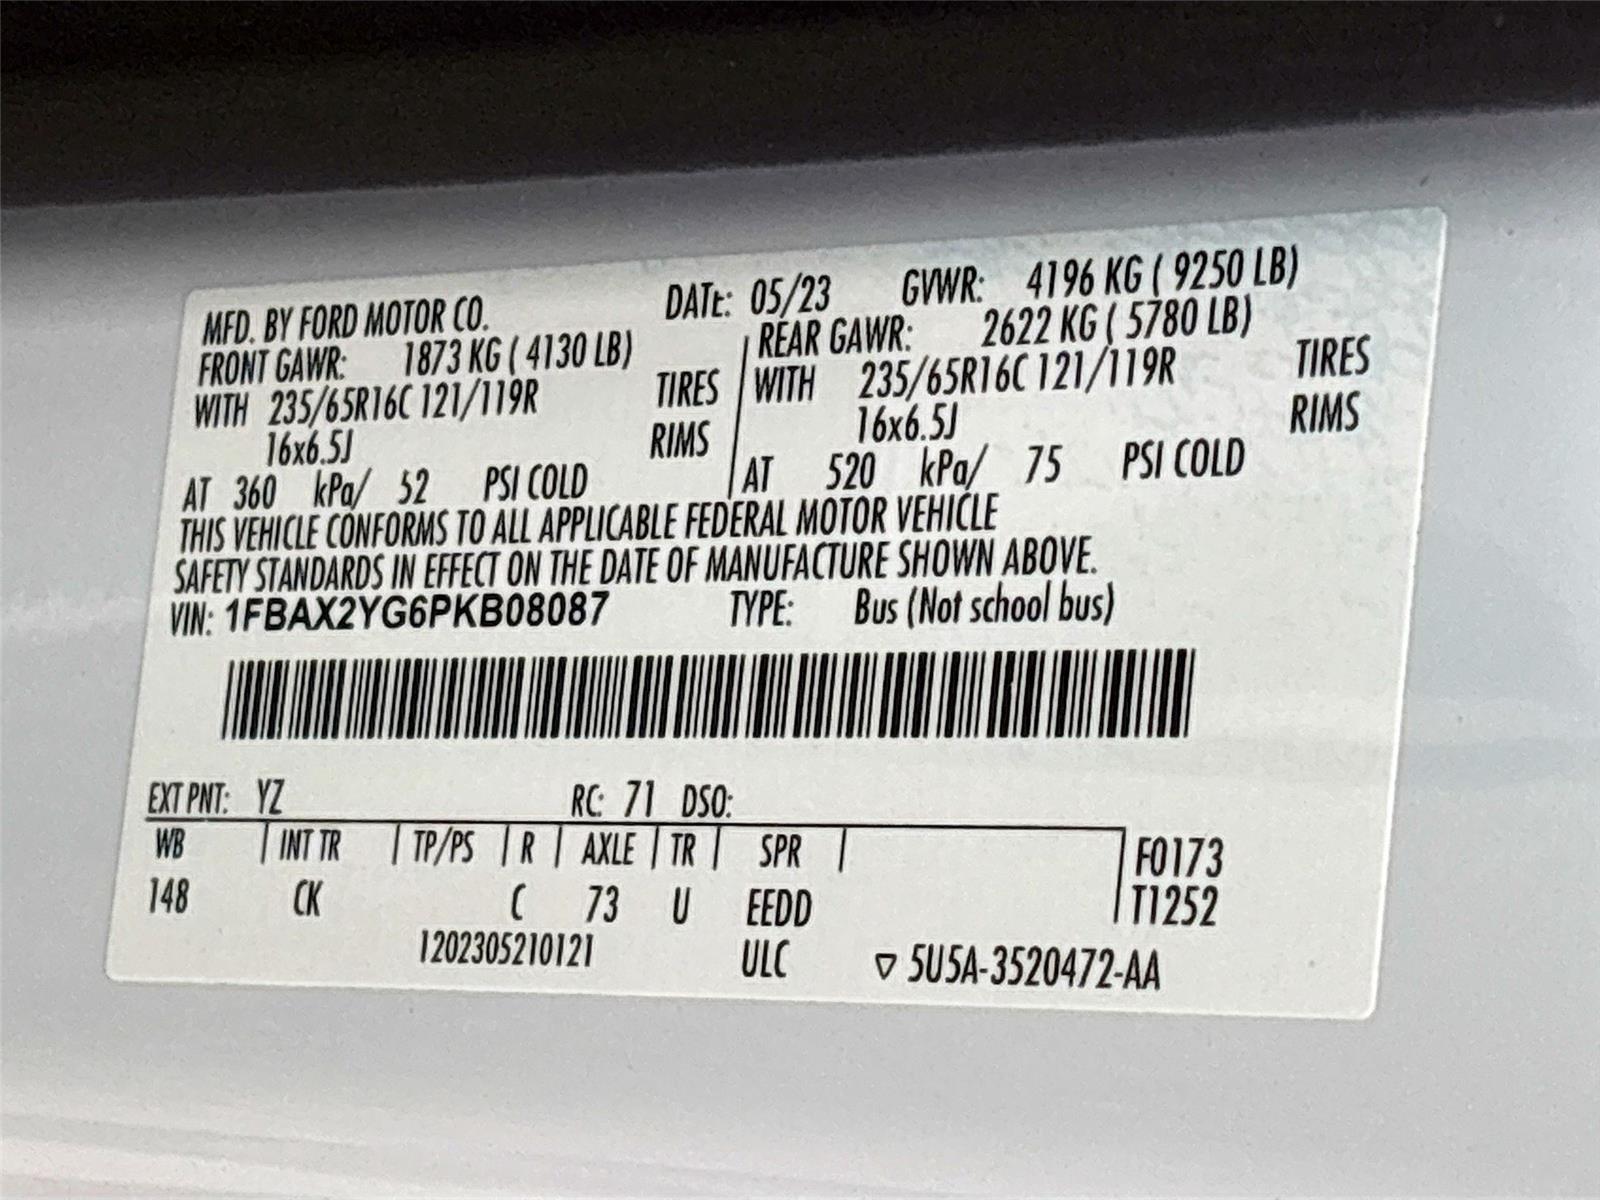 MFD. BY FORD MOTOR CO. DATE: 05/23 GVWR: 4196 KG ( 9250 LB)
FRONT GAWR: 1873 KG ( 4130 LB) REAR GAWR: 2622 KG ( 5780 LB)
WITH 235/65R16C 121/119R TIRES WITH 235/65R16C 121/119R TIRES
16x6.5J RIMS 16x6.5J RIMS
AT 360 kPa/ 52 PSI COLD AT 520 kPa/ 75 PSI COLD
THIS VEHICLE CONFORMS TO ALL APPLICABLE FEDERAL MOTOR VEHICLE
SAFETY STANDARDS IN EFFECT ON THE DATE OF MANUFACTURE SHOWN ABOVE.
VIN: 1FBAX2YG6PKB08087 TYPE: Bus (Not school bus)
EXT PNT: YZ RC: 71 DSO:
WB INT TR TP/PS R AXLE TR SPR F0173
148 CK C 73 U EEDD T1252
1202305210121 ULC ▽ 5U5A-3520472-AA